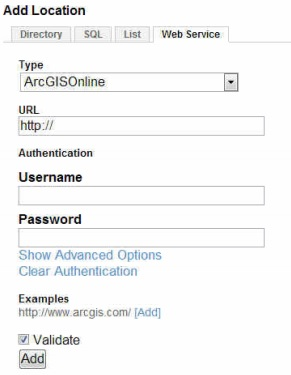 Add Location
Directory SQL List Web Service
Type
ArcGISOnline
URL
http://
Authentication
Username
Password
Show Advanced Options
Clear Authentication
Examples
http://www.arcgis.com/ [Add]
Validate
Add